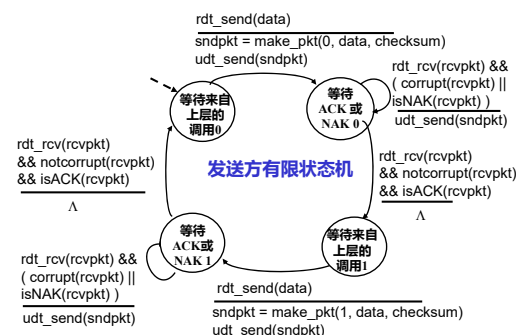 rdt_send(data)
sndpkt = make_pkt(0, data, checksum)
udt_send(sndpkt)
rdt_rcv(rcvpkt) &&
( corrupt(rcvpkt) ||
isNAK(rcvpkt) )
udt_send(sndpkt)
等待来自
上层的
调用0
等待
ACK 或
NAK 0
rdt_rcv(rcvpkt)
&& notcorrupt(rcvpkt)
&& isACK(rcvpkt)
Λ
发送方有限状态机
rdt_rcv(rcvpkt)
&& notcorrupt(rcvpkt)
&& isACK(rcvpkt)
Λ
等待
ACK或
NAK 1
等待来自
上层的
调用1
rdt_rcv(rcvpkt) &&
( corrupt(rcvpkt) ||
isNAK(rcvpkt) )
udt_send(sndpkt)
rdt_send(data)
sndpkt = make_pkt(1, data, checksum)
udt_send(sndpkt)